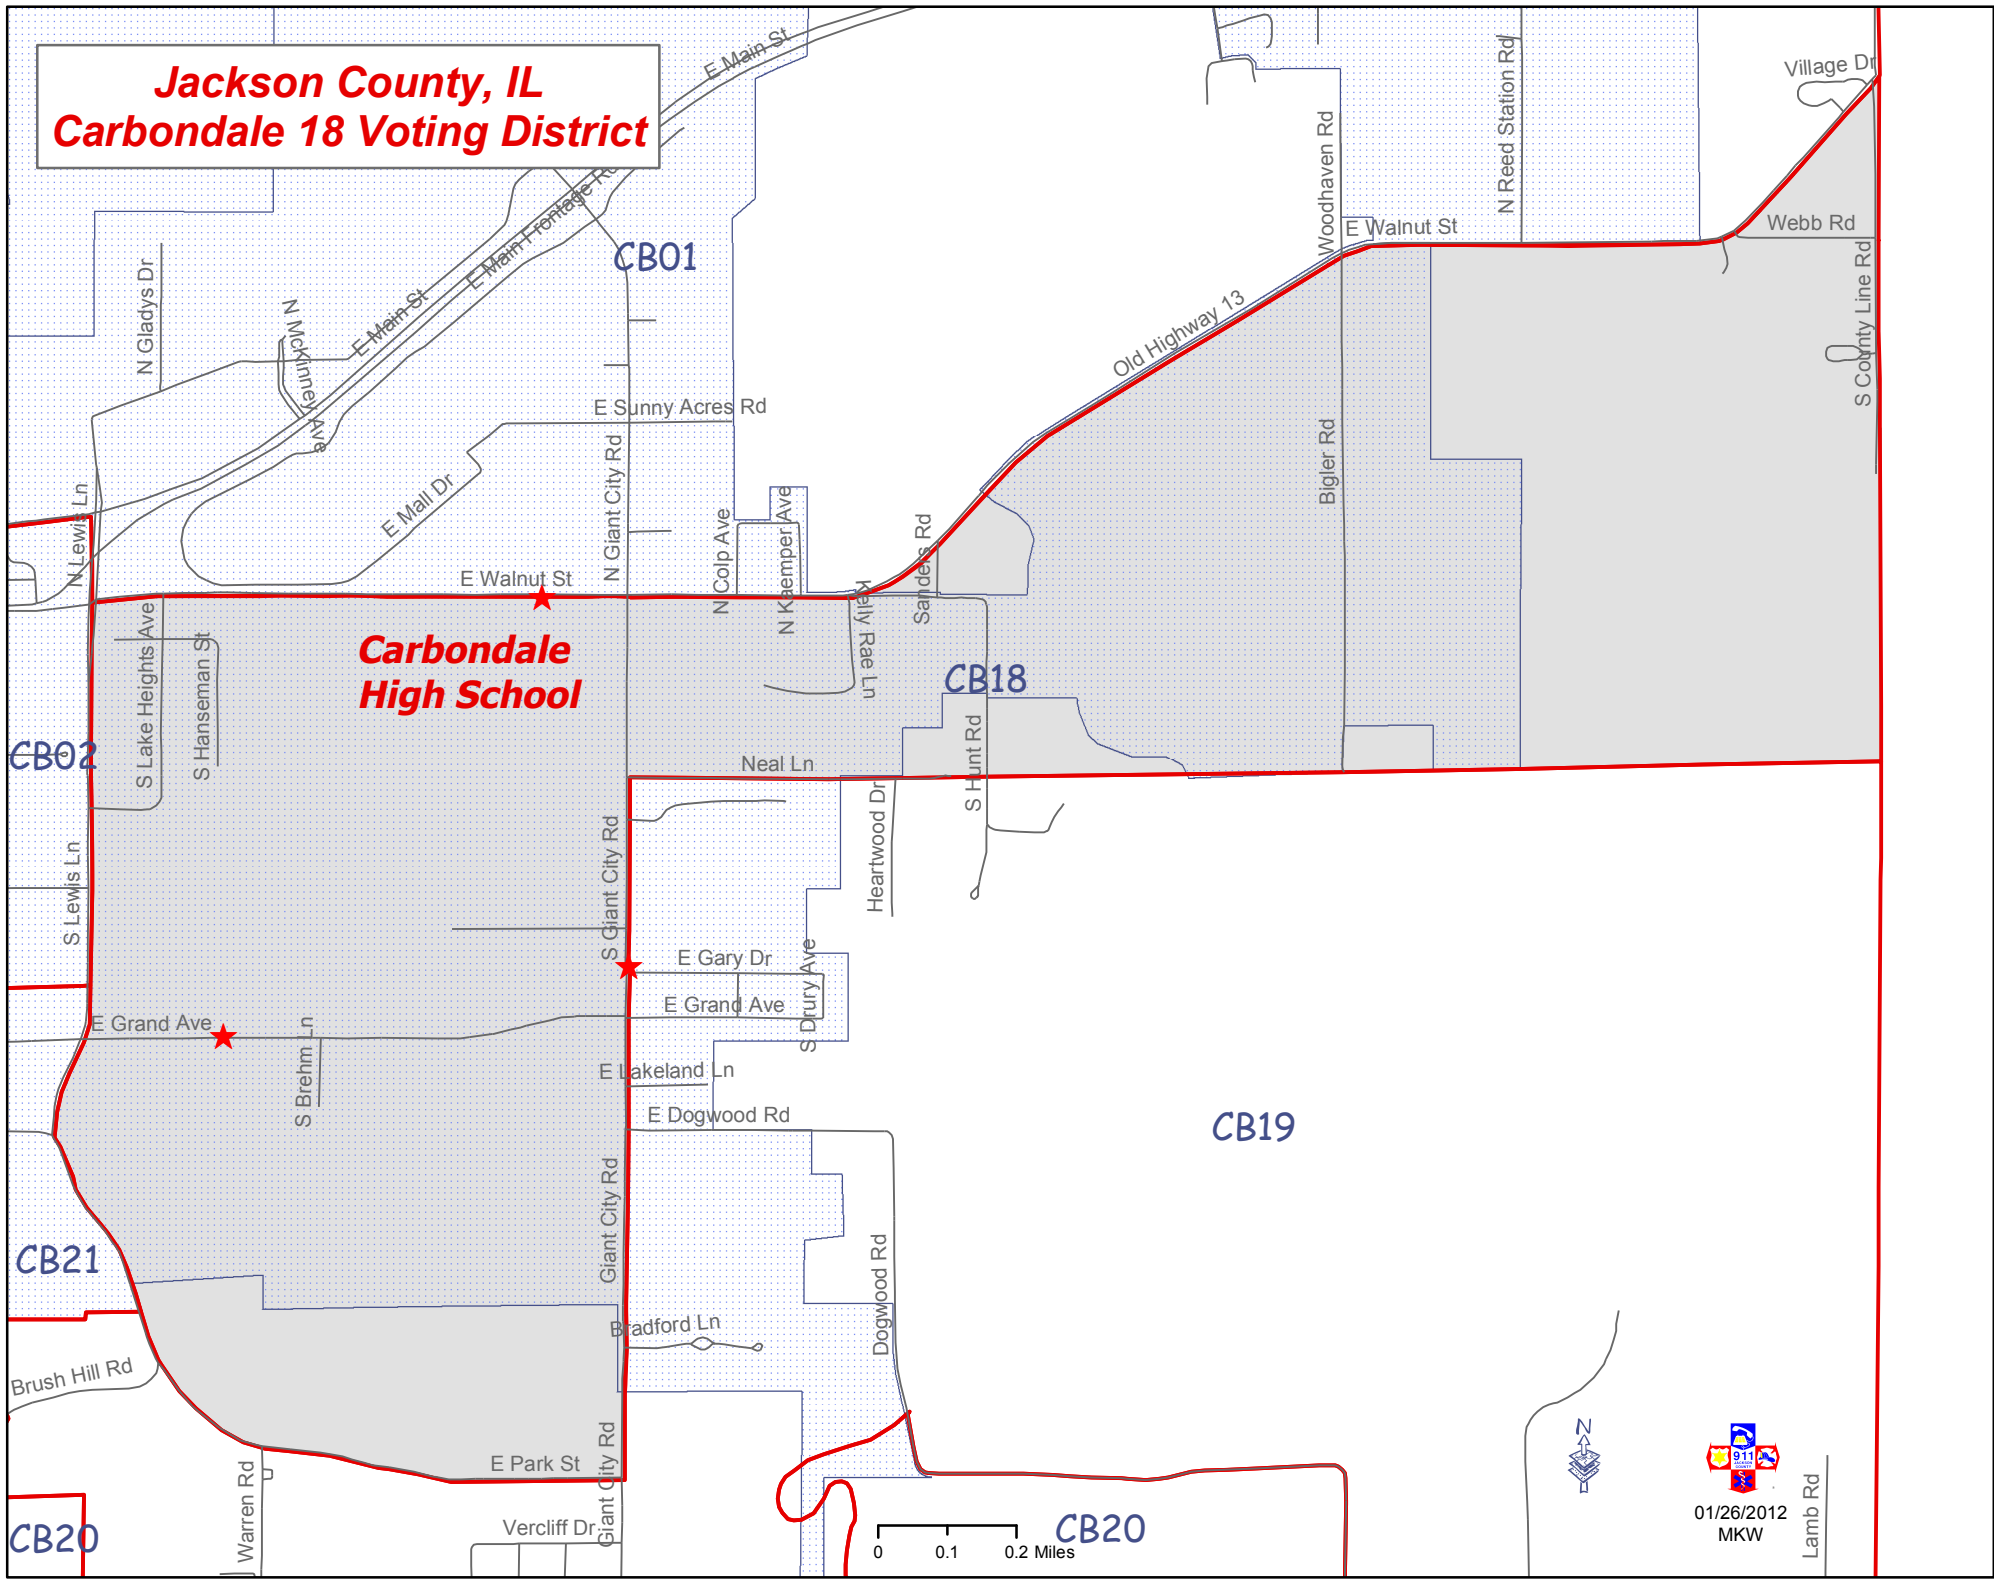 Jackson County, IL
Carbondale 18 Voting District
E Main St
Village Dr
N Reed Station Rd
Woodhaven Rd
E Main Frontage
CB01
E Walnut St
Webb Rd
N Gladys Dr
N McKinney Ave
E Main St
Old Highway 13
S County Line Rd
E Sunny Acres Rd
N Giant City Rd
Bigler Rd
E Mall Dr
N Lewis Ln
N Colp Ave
N Kaemper Ave
Sanders Rd
E Walnut St
Kelly Rae Ln
Carbondale
High School
S Lake Heights Ave
S Hanseman St
CB18
CB02
Neal Ln
S Hunt Rd
Heartwood Dr
S Lewis Ln
S Giant City Rd
E Gary Dr
S Drury Ave
E Grand Ave
E Grand Ave
S Brehm Ln
E Lakeland Ln
E Dogwood Rd
CB19
Giant City Rd
CB21
Dogwood Rd
Bradford Ln
Brush Hill Rd
E Park St
Giant City Rd
Warren Rd
Vercliff Dr
CB20
CB20
0 0.1 0.2 Miles
N
911
JACKSON
COUNTY
01/26/2012
MKW
Lamb Rd